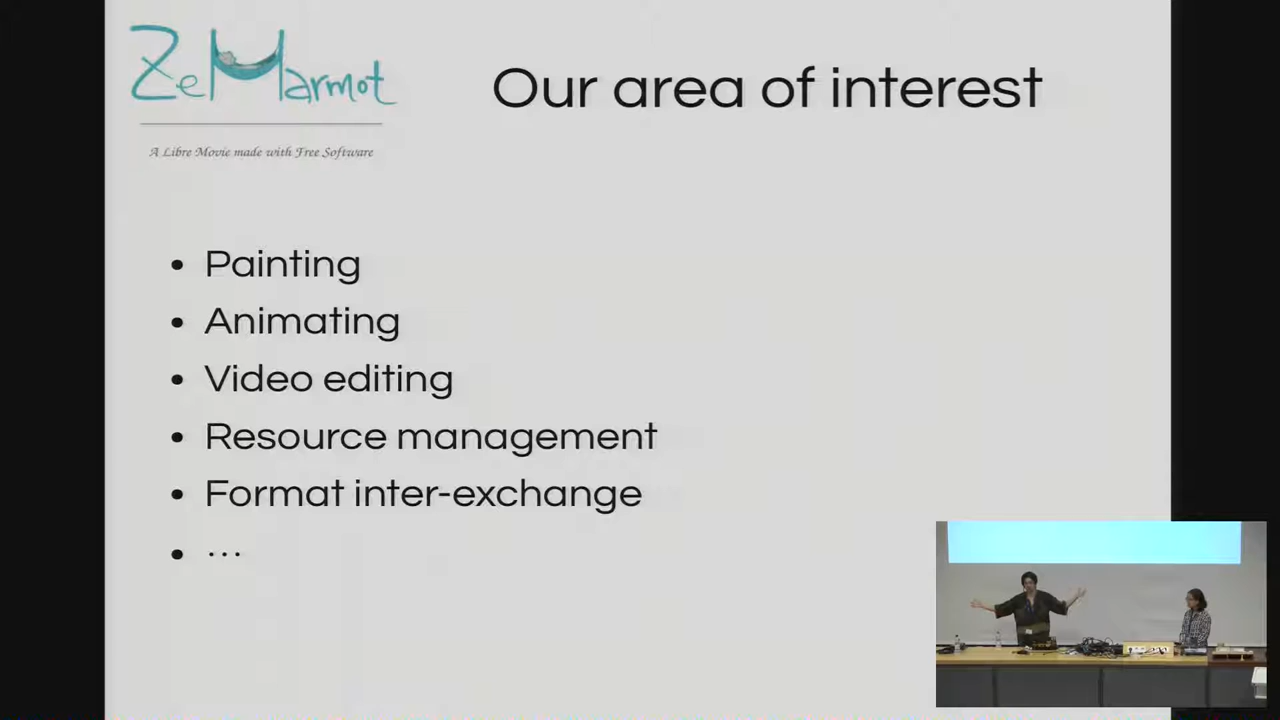 ZeMarmot
A Libre Movie made with Free Software
Our area of interest
• Painting
• Animating
• Video editing
• Resource management
• Format inter-exchange
• ...